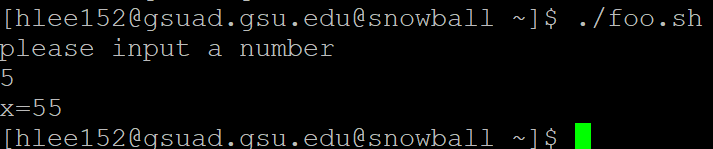 [hlee152@gsuad.gsu.edu@snowball ~]$ ./foo.sh
please input a number
5
x=55
[hlee152@gsuad.gsu.edu@snowball ~]$